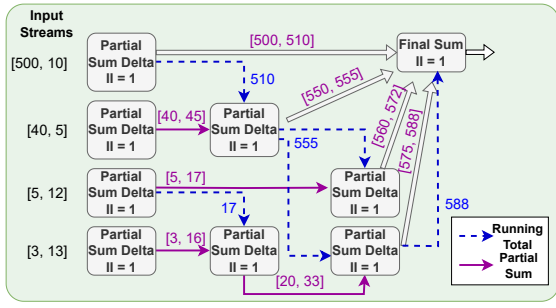 Input
Streams
[500, 10]
Partial
Sum Delta
II = 1
[500, 510]
Final Sum
II = 1
510
[550, 555]
[40, 5]
Partial
Sum Delta
II = 1
[40, 45]
Partial
Sum Delta
II = 1
555
[560, 572]
[575, 588]
[5, 12]
Partial
Sum Delta
II = 1
[5, 17]
Partial
Sum Delta
II = 1
17
588
[3, 13]
Partial
Sum Delta
II = 1
[3, 16]
Partial
Sum Delta
II = 1
[20, 33]
Partial
Sum Delta
II = 1
Running
Total
Partial
Sum